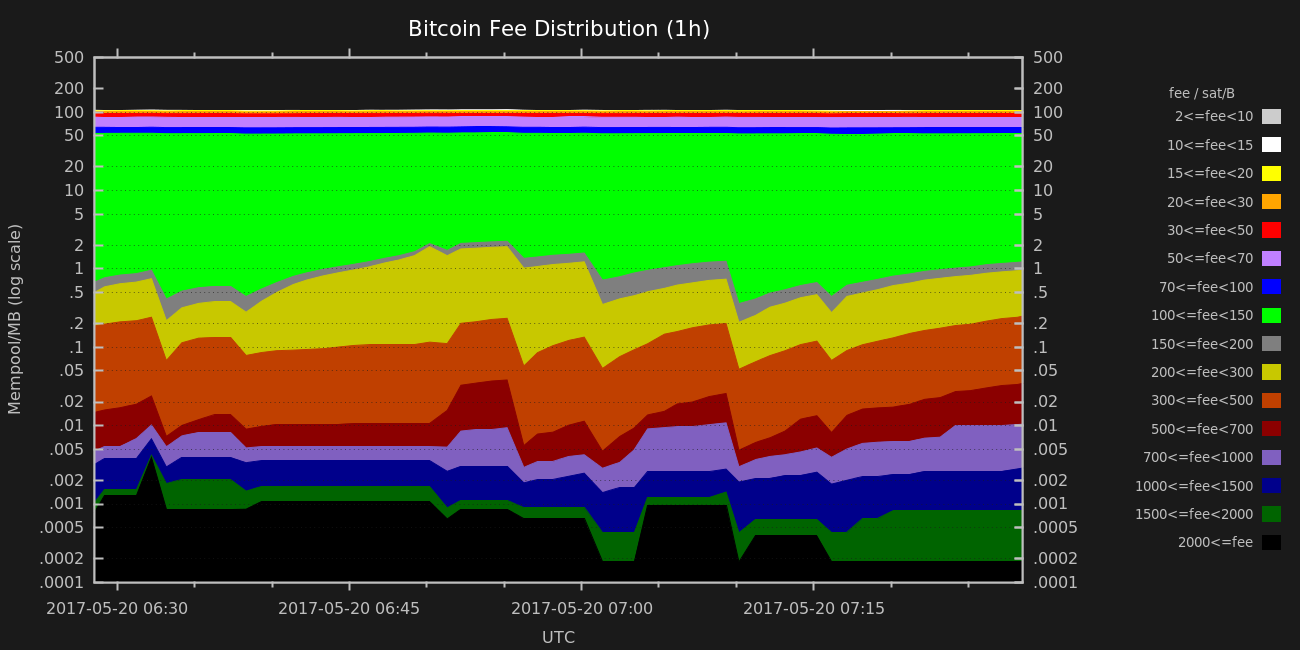 Bitcoin Fee Distribution (1h)
500
200
100
50
20
10
5
2
1
.5
.2
.1
.05
.02
.01
.005
.002
.001
.0005
.0002
.0001
Mempool/MB (log scale)
500
200
100
50
20
10
5
2
1
.5
.2
.1
.05
.02
.01
.005
.002
.001
.0005
.0002
.0001
2017-05-20 06:30
2017-05-20 06:45
2017-05-20 07:00
2017-05-20 07:15
UTC
fee / sat/B
2<=fee<10
10<=fee<15
15<=fee<20
20<=fee<30
30<=fee<50
50<=fee<70
70<=fee<100
100<=fee<150
150<=fee<200
200<=fee<300
300<=fee<500
500<=fee<700
700<=fee<1000
1000<=fee<1500
1500<=fee<2000
2000<=fee